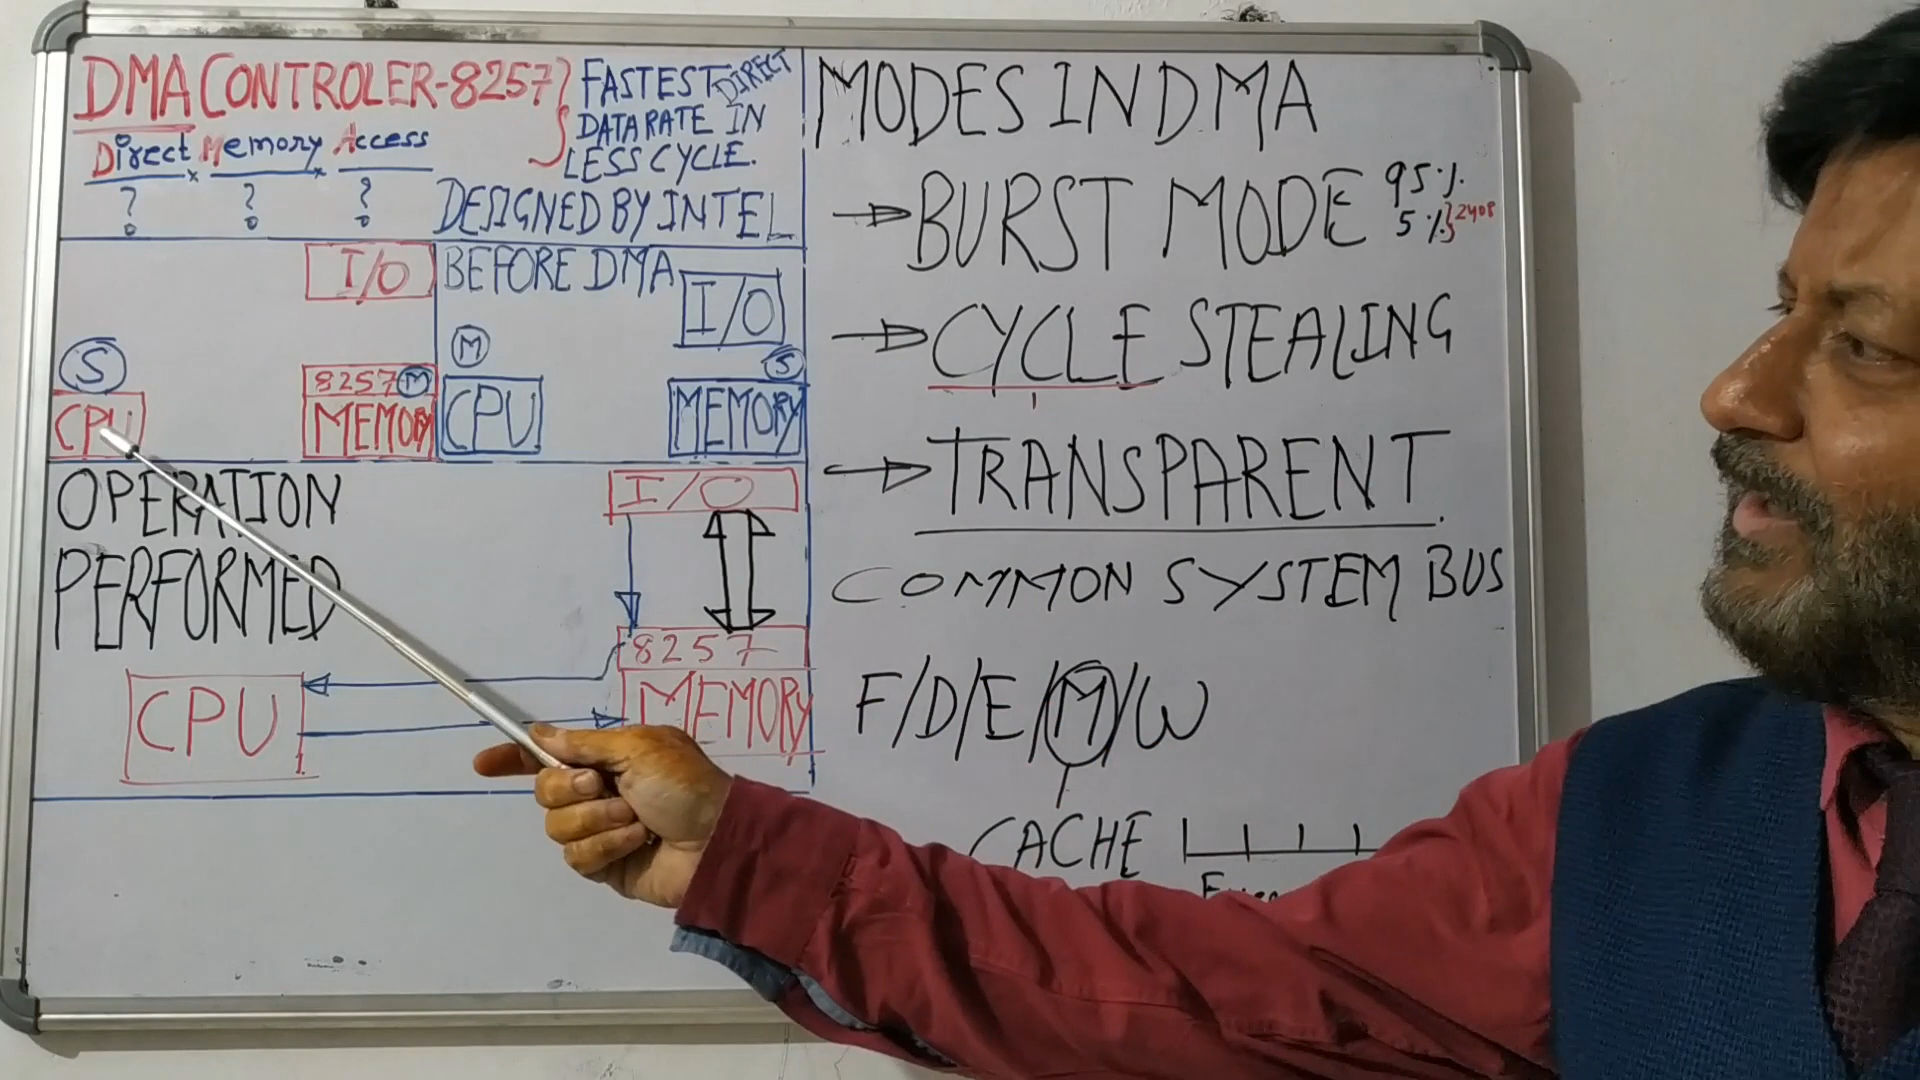 DMA CONTROLER-8257
FASTEST DIRECT
DATA RATE IN
LESS CYCLE.
Direct Memory Access
? ? ?
DESIGNED BY INTEL
I/O
S
8257 M
CPU
MEMORY
BEFORE DMA
I/O
M
S
CPU
MEMORY
OPERATION
PERFORMED
I/O
8257
CPU
MEMORY
MODES IN DMA
→ BURST MODE 95%.
5%
→ CYCLE STEALING
→ TRANSPARENT.
COMMON SYSTEM BUS
F/D/E/M/W
CACHE